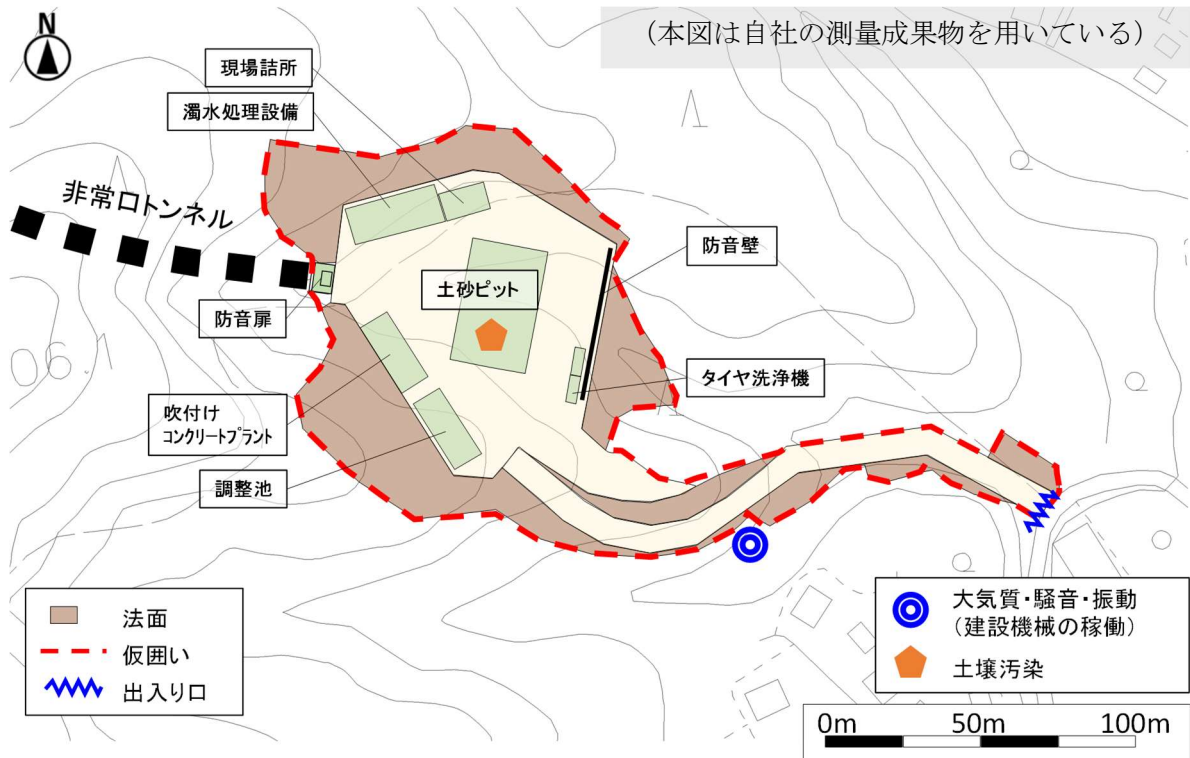 N
(本図は自社の測量成果物を用いている)
現場詰所
濁水処理設備
非常口トンネル
防音壁
土砂ピット
防音扉
タイヤ洗浄機
吹付け
コンクリートプラント
調整池
法面
仮囲い
出入り口
大気質・騒音・振動
(建設機械の稼働)
土壌汚染
0m 50m 100m